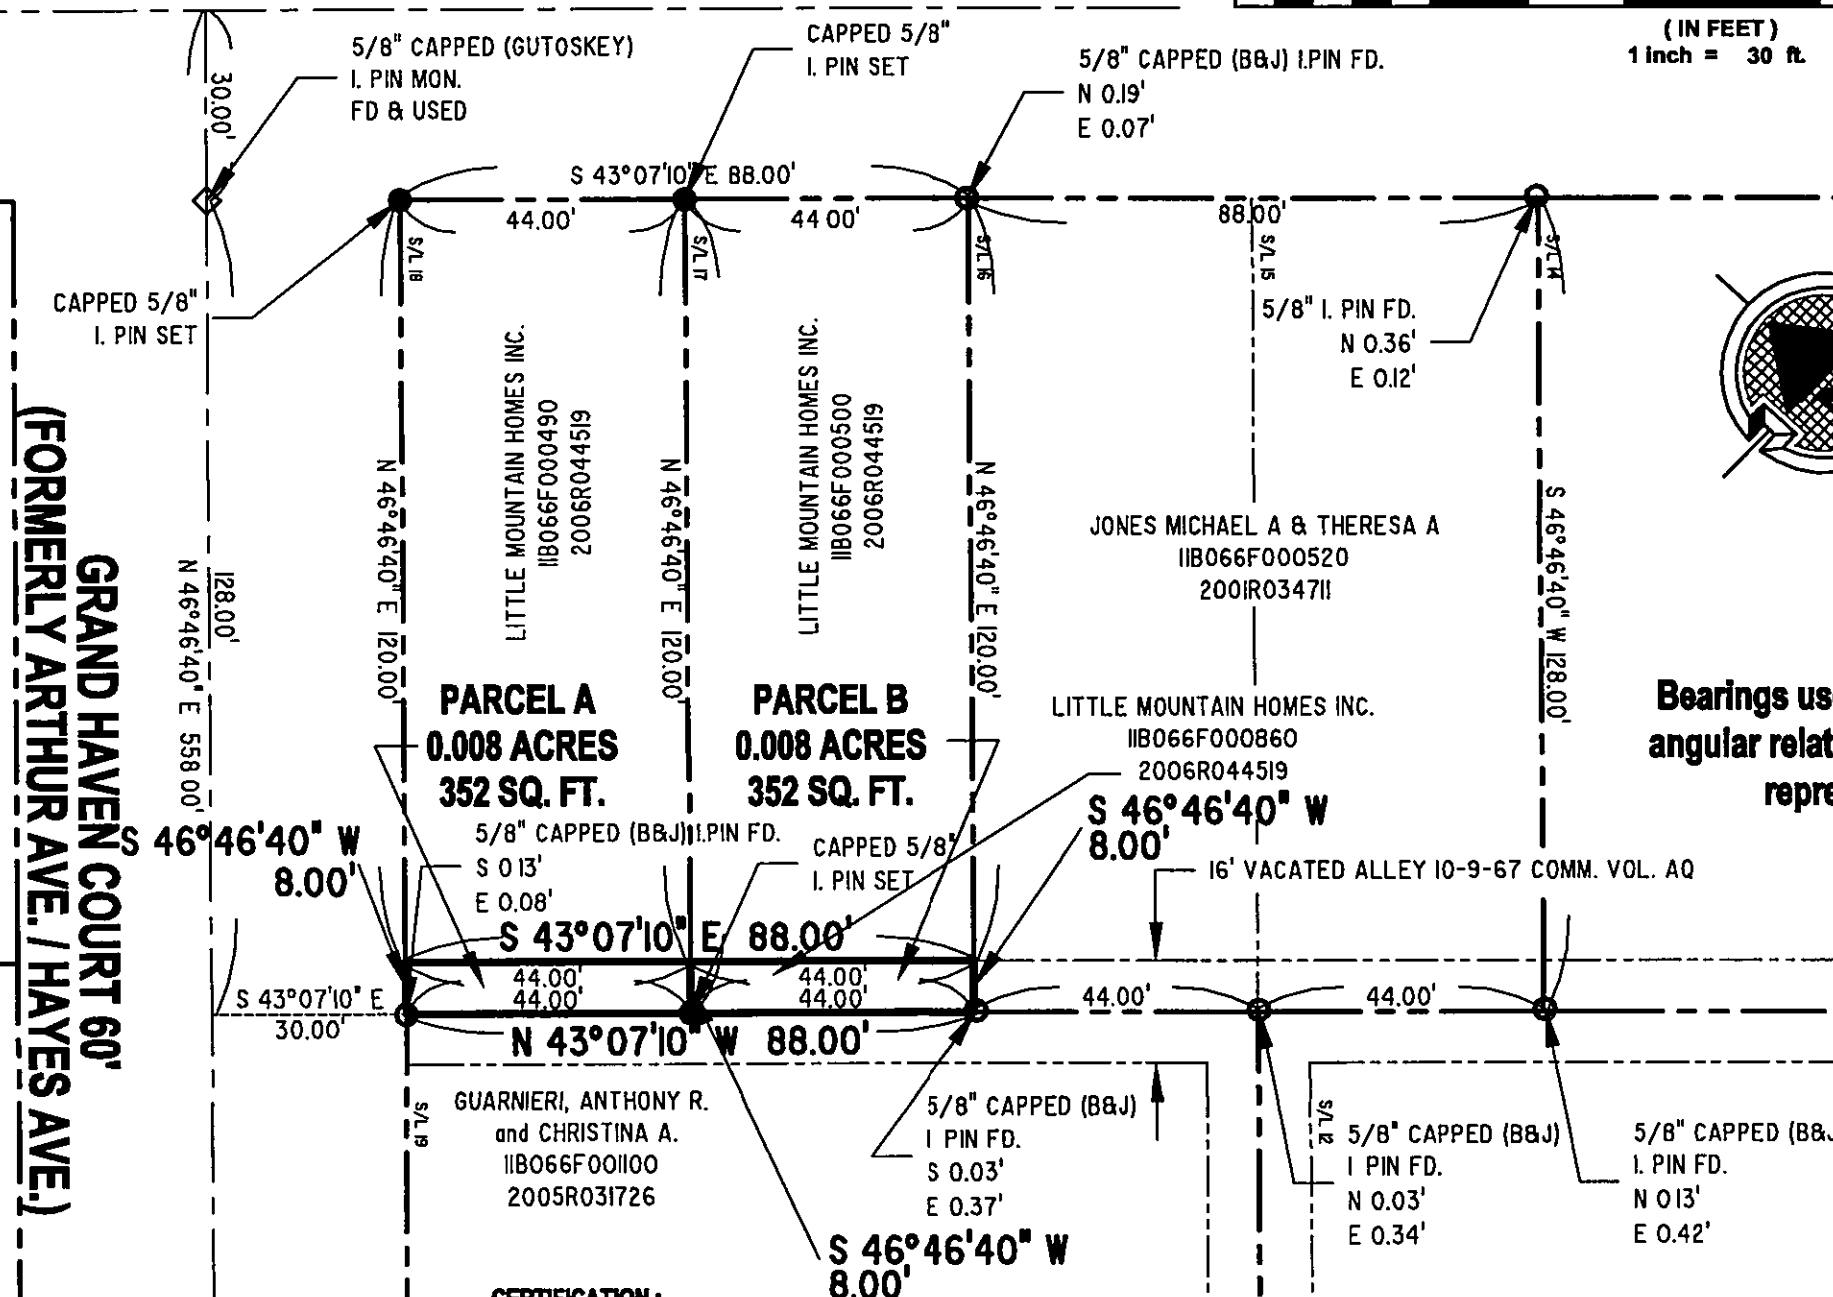 ( IN FEET )
1 inch = 30 ft.
5/8" CAPPED (GUTOSKEY)
I. PIN MON.
FD & USED
CAPPED 5/8"
I. PIN SET
5/8" CAPPED (B&J) I.PIN FD.
N 0.19'
E 0.07'
30.00'
S 43°07'10" E 88.00'
44.00'
44 00'
88.00'
S/L 18
S/L 17
S/L 16
S/L 15
S/L 14
CAPPED 5/8"
I. PIN SET
5/8" I. PIN FD.
N 0.36'
E 0.12'
LITTLE MOUNTAIN HOMES INC.
11B066F000490
2006R044519
LITTLE MOUNTAIN HOMES INC.
11B066F000500
2006R044519
N 46°46'40" E 120.00'
N 46°46'40" E 120.00'
N 46°46'40" E 120.00'
S 46°46'40" W 128.00'
JONES MICHAEL A & THERESA A
11B066F000520
2001R034711
GRAND HAVEN COURT 60'
(FORMERLY ARTHUR AVE. / HAYES AVE.)
128.00'
N 46°46'40" E 558 00'
PARCEL A
0.008 ACRES
352 SQ. FT.
PARCEL B
0.008 ACRES
352 SQ. FT.
LITTLE MOUNTAIN HOMES INC.
11B066F000860
2006R044519
Bearings us
angular relat
repre
S 46°46'40" W
8.00'
5/8" CAPPED (B&J) I.PIN FD.
S 0 13'
E 0.08'
CAPPED 5/8"
I. PIN SET
S 46°46'40" W
8.00'
16' VACATED ALLEY 10-9-67 COMM. VOL. AQ
S 43°07'10" E 88.00'
44.00'
44.00'
44.00'
44.00'
44.00'
44.00'
S 43°07'10" E
30.00'
N 43°07'10" W 88.00'
S/L 19
GUARNIERI, ANTHONY R.
and CHRISTINA A.
11B066F001100
2005R031726
5/8" CAPPED (B&J)
I PIN FD.
S 0.03'
E 0.37'
S/L 12
5/8" CAPPED (B&J)
I PIN FD.
N 0.03'
E 0.34'
5/8" CAPPED (B&J
I. PIN FD.
N 0 13'
E 0.42'
S 46°46'40" W
8.00'
CERTIFICATION :